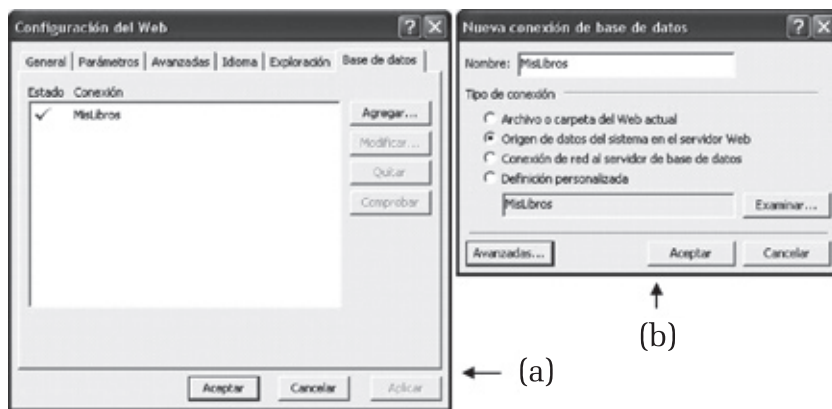 Configuración del Web
General Parámetros Avanzadas Idioma Exploración Base de datos
Estado Conexión
MisLibros
Agregar...
Modificar...
Quitar
Comprobar
Aceptar Cancelar Aplicar
(a)
Nueva conexión de base de datos
Nombre: MisLibros
Tipo de conexión
Archivo o carpeta del Web actual
Origen de datos del sistema en el servidor Web
Conexión de red al servidor de base de datos
Definición personalizada
MisLibros Examinar...
Avanzadas... Aceptar Cancelar
(b)